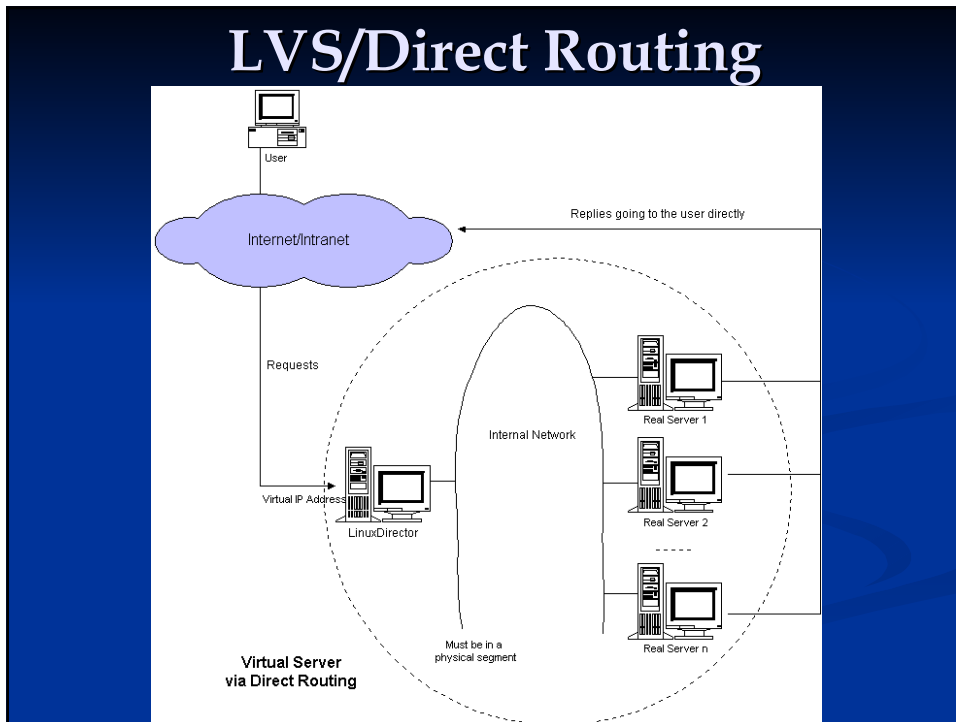 LVS/Direct Routing
User
Replies going to the user directly
Internet/Intranet
Requests
Real Server 1
Internal Network
Virtual IP Address
Real Server 2
LinuxDirector
Must be in a
physical segment
Real Server n
Virtual Server
via Direct Routing